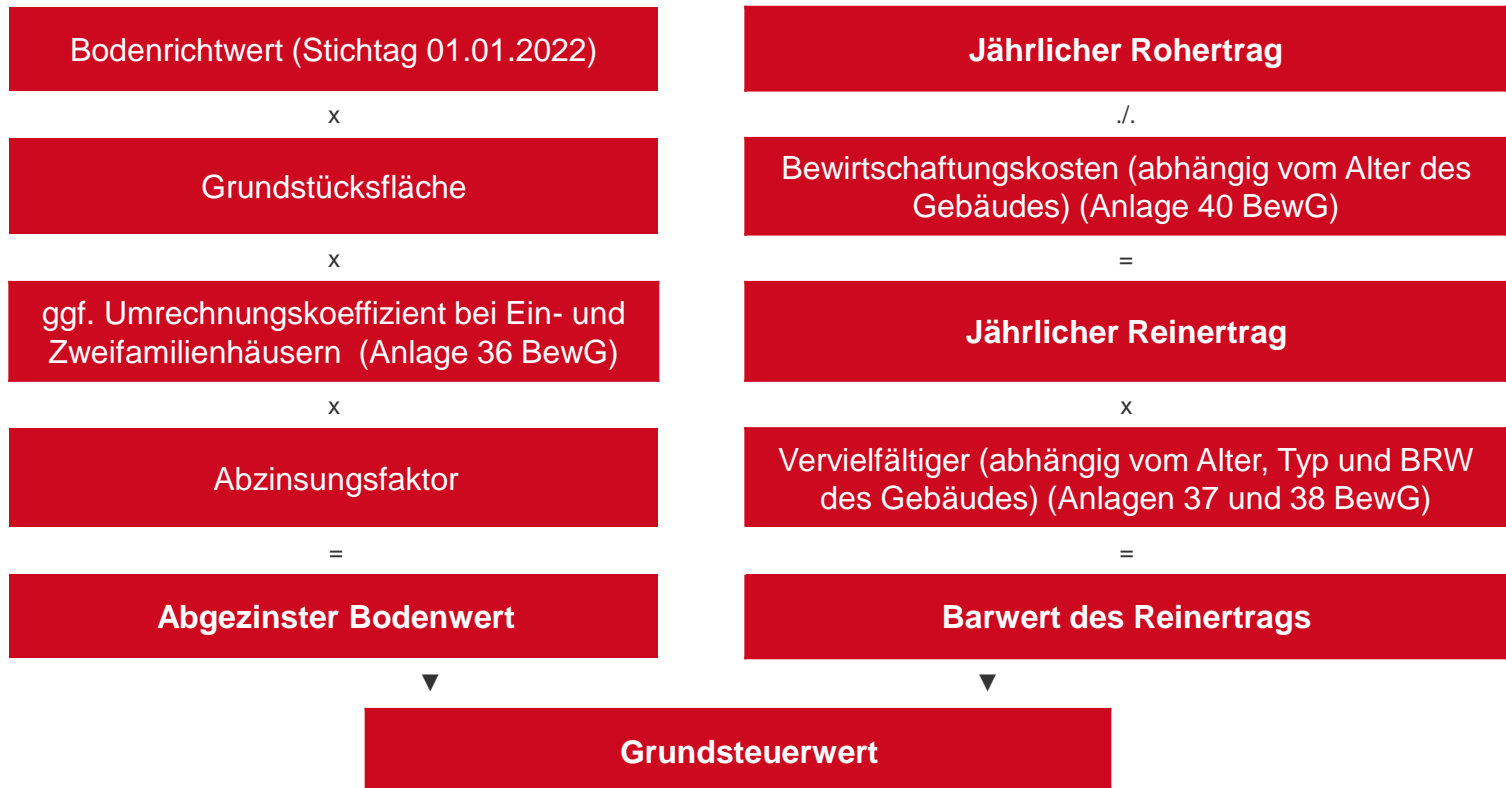 Bodenrichtwert (Stichtag 01.01.2022)
x
Grundstücksfläche
x
ggf. Umrechnungskoeffizient bei Ein- und
Zweifamilienhäusern (Anlage 36 BewG)
x
Abzinsungsfaktor
=
Abgezinster Bodenwert
▼
Jährlicher Rohertrag
./.
Bewirtschaftungskosten (abhängig vom Alter des
Gebäudes) (Anlage 40 BewG)
=
Jährlicher Reinertrag
x
Vervielfältiger (abhängig vom Alter, Typ und BRW
des Gebäudes) (Anlagen 37 und 38 BewG)
=
Barwert des Reinertrags
▼
Grundsteuerwert